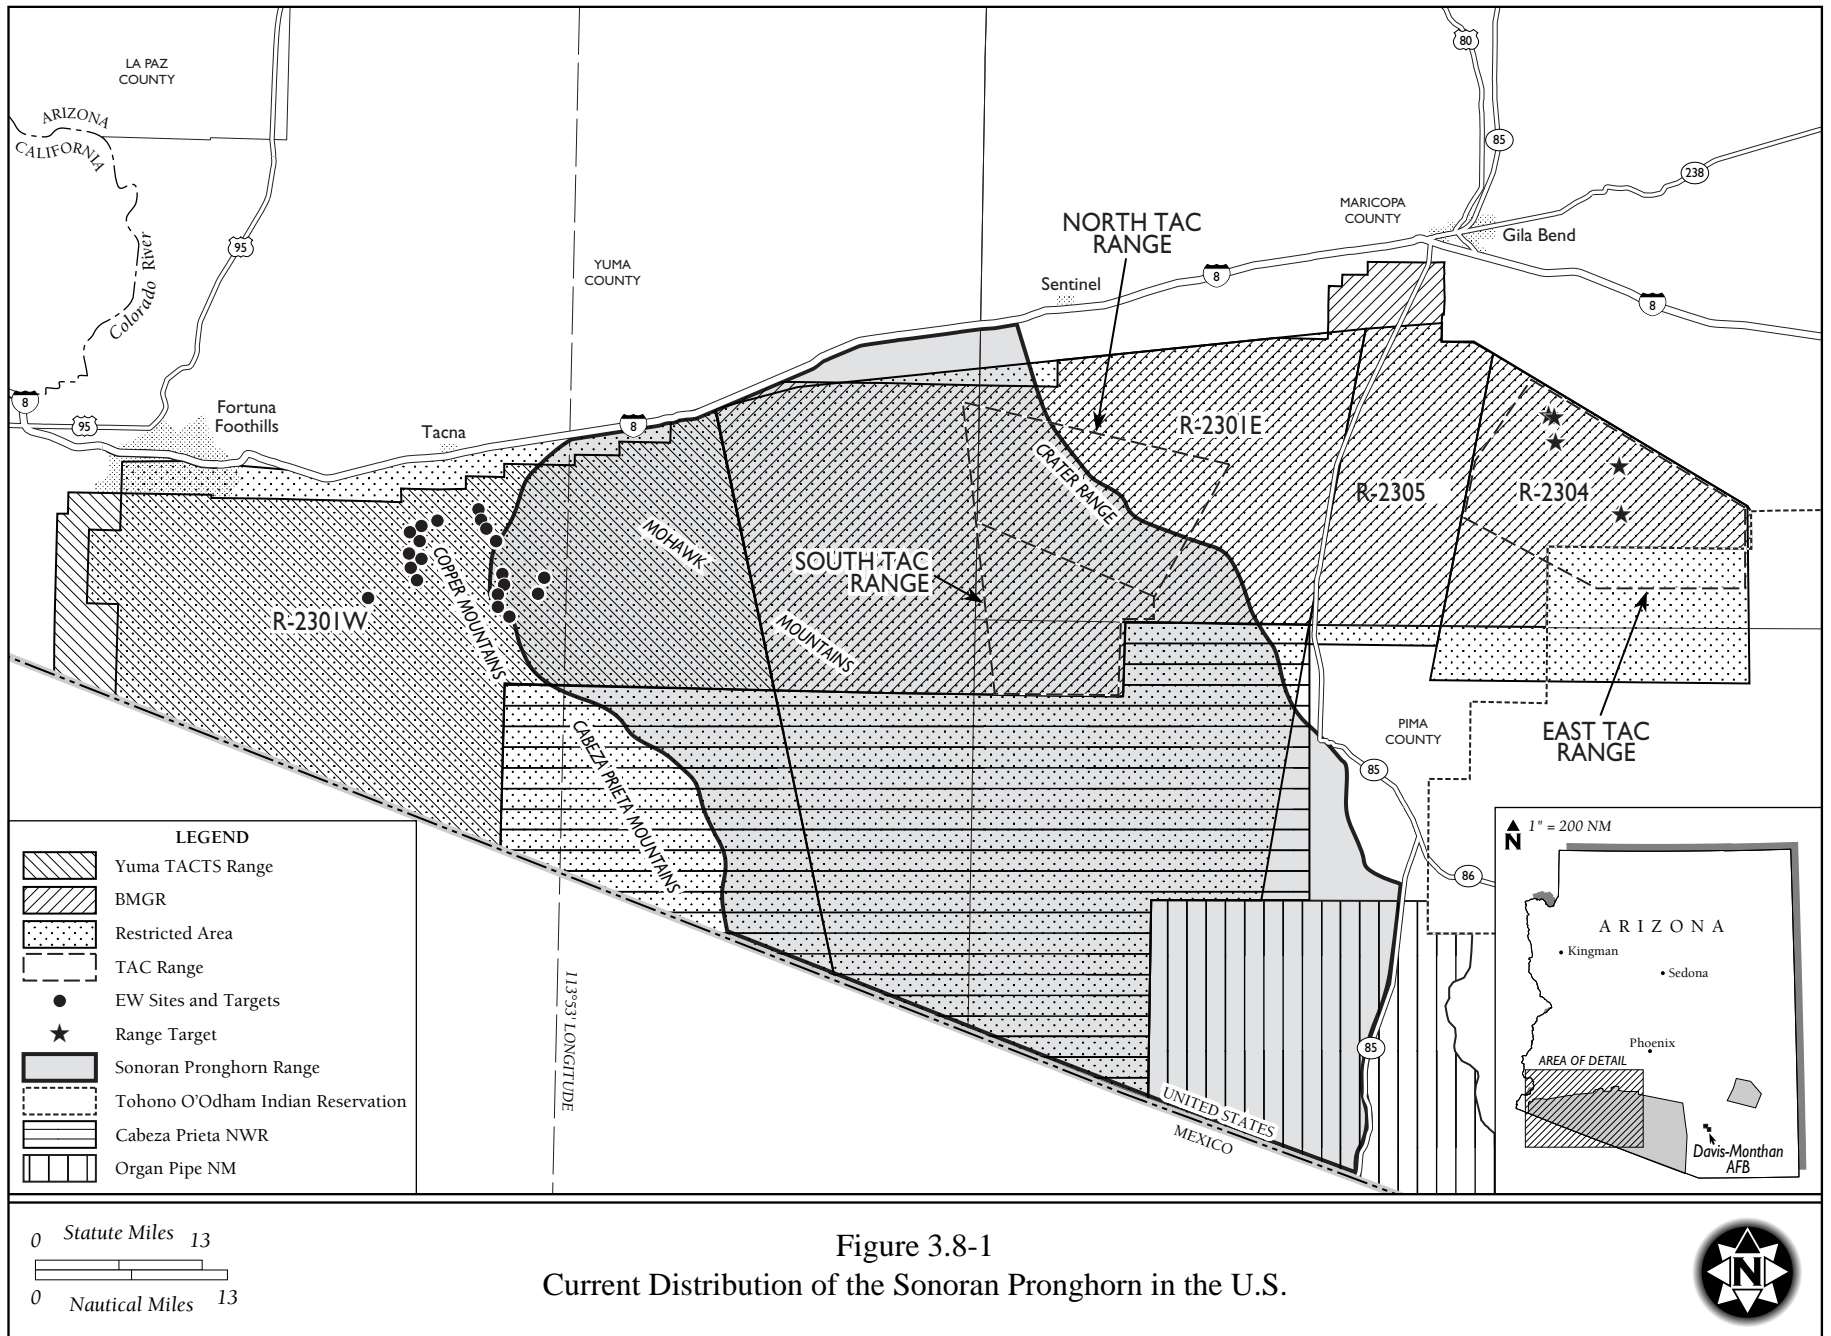 LA PAZ
COUNTY
ARIZONA
CALIFORNIA
Colorado River
95
8
95
Fortuna
Foothills
Tacna
8
YUMA
COUNTY
NORTH TAC
RANGE
Sentinel
8
MARICOPA
COUNTY
80
85
238
Gila Bend
8
R-2301E
R-2305
R-2304
CRATER RANGE
MOHAWK
MOUNTAINS
SOUTH TAC
RANGE
COPPER MOUNTAINS
R-2301W
CABEZA PRIETA MOUNTAINS
EAST TAC
RANGE
PIMA
COUNTY
85
86
85
113°53' LONGITUDE
UNITED STATES
MEXICO
LEGEND
Yuma TACTS Range
BMGR
Restricted Area
TAC Range
EW Sites and Targets
Range Target
Sonoran Pronghorn Range
Tohono O'Odham Indian Reservation
Cabeza Prieta NWR
Organ Pipe NM
N
1" = 200 NM
ARIZONA
Kingman
Sedona
Phoenix
AREA OF DETAIL
Davis-Monthan
AFB
0 Statute Miles 13
0 Nautical Miles 13
Figure 3.8-1
Current Distribution of the Sonoran Pronghorn in the U.S.
N